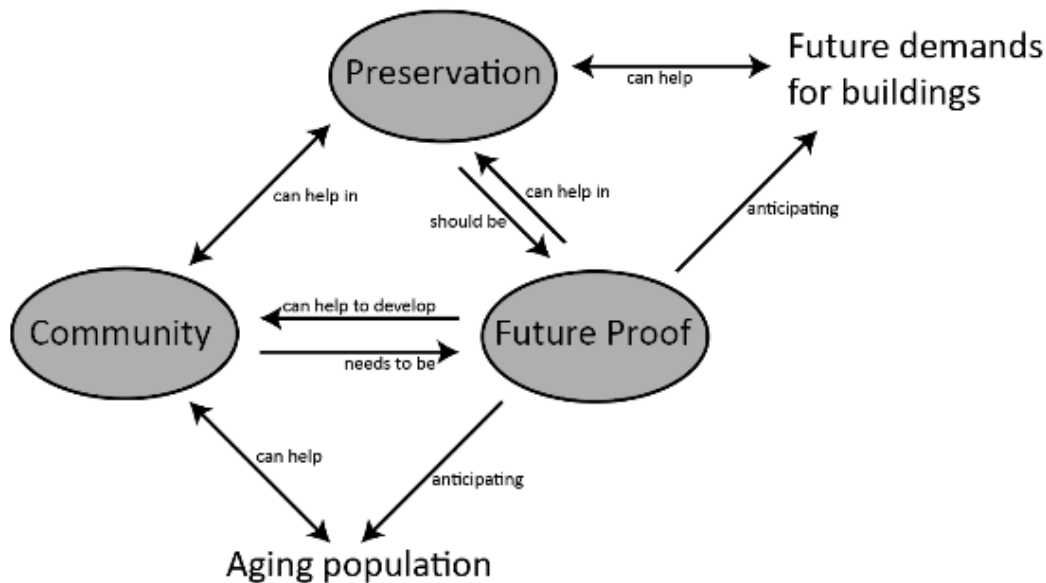 Preservation
can help
Future demands
for buildings
can help in
can help in
should be
anticipating
can help to develop
Community
Future Proof
needs to be
can help
anticipating
Aging population